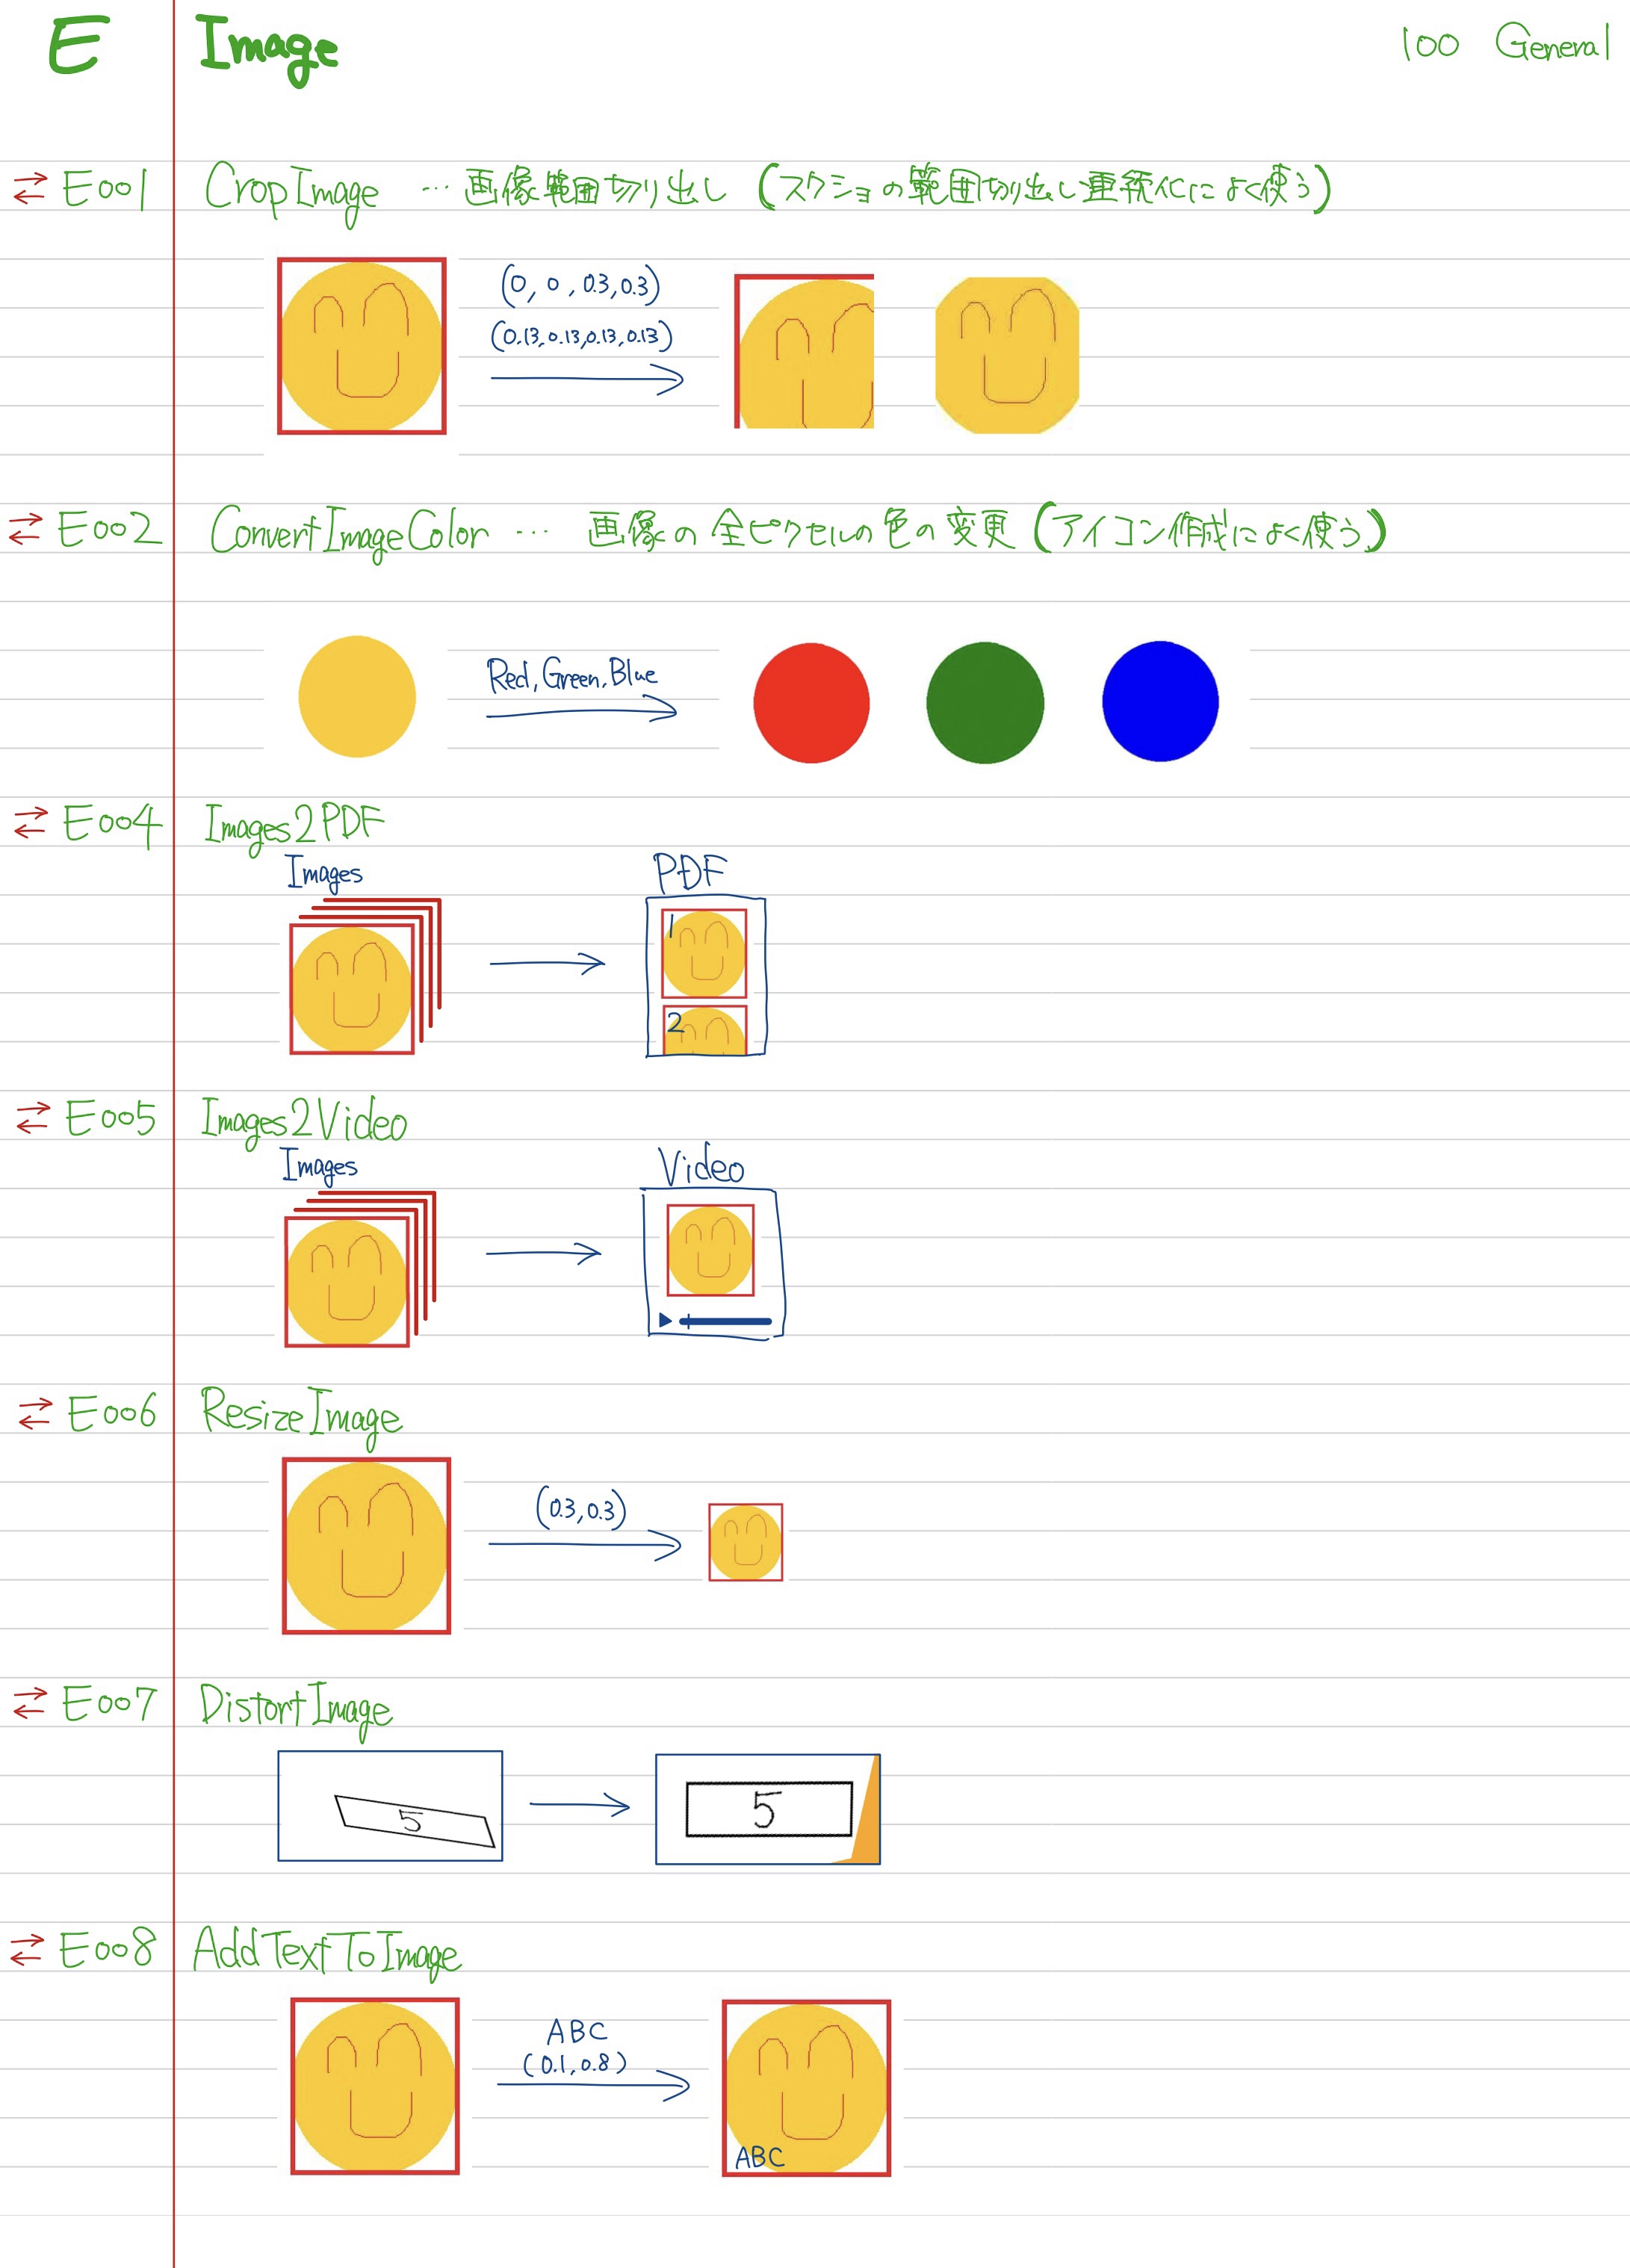 E Image 100 General
⇄ E001 CropImage … 画像範囲切り出し (スクショの範囲切り出し連続化によく使う)
(0, 0, 0.3, 0.3)
(0.13, 0.13, 0.13, 0.13)
⇄ E002 ConvertImageColor … 画像の全ピクセルの色の変更 (アイコン作成によく使う)
Red, Green, Blue
⇄ E004 Images2PDF
Images PDF
1
2
⇄ E005 Images2Video
Images Video
⇄ E006 ResizeImage
(0.3, 0.3)
⇄ E007 DistortImage
5 5
⇄ E008 AddTextToImage
ABC
(0.1, 0.8)
ABC